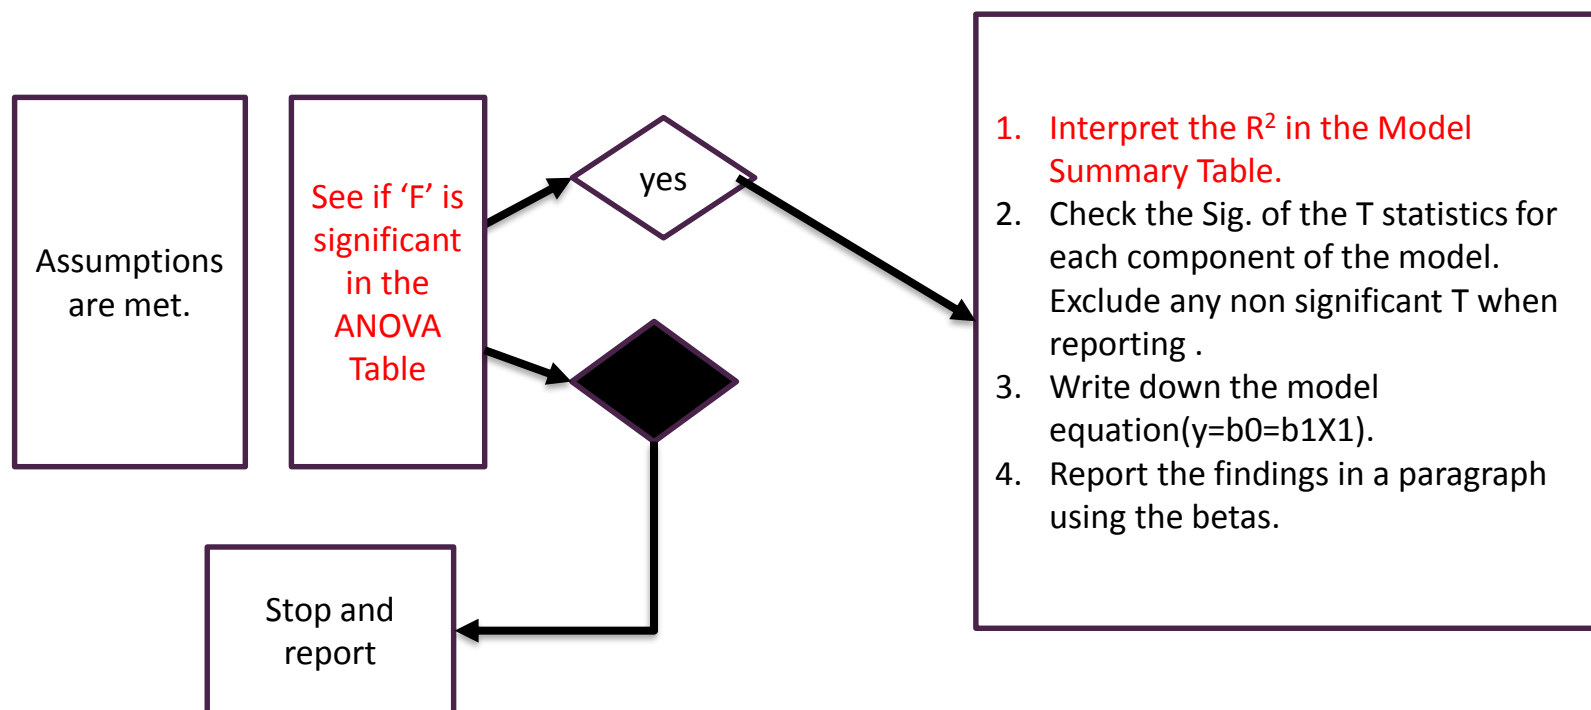 Assumptions
are met.
See if ‘F’ is
significant
in the
ANOVA
Table
yes
Stop and
report
1. Interpret the R² in the Model
Summary Table.
2. Check the Sig. of the T statistics for
each component of the model.
Exclude any non significant T when
reporting .
3. Write down the model
equation(y=b0=b1X1).
4. Report the findings in a paragraph
using the betas.